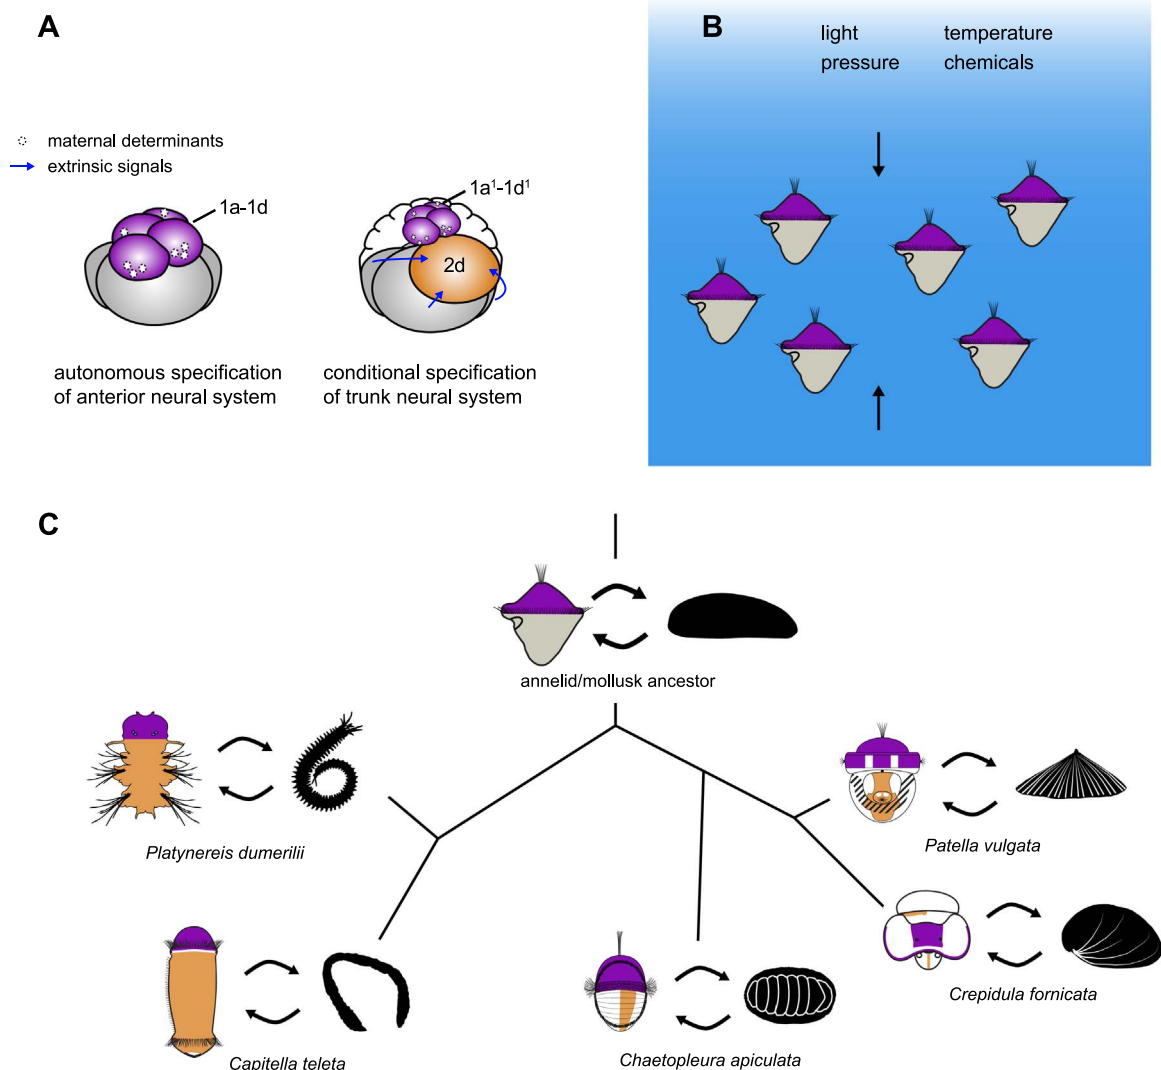 A
maternal determinants
extrinsic signals
1a-1d
1a¹-1d¹
2d
autonomous specification
of anterior neural system
conditional specification
of trunk neural system
B
light temperature
pressure chemicals
C
annelid/mollusk ancestor
Platynereis dumerilii
Patella vulgata
Capitella teleta
Chaetopleura apiculata
Crepidula fornicata